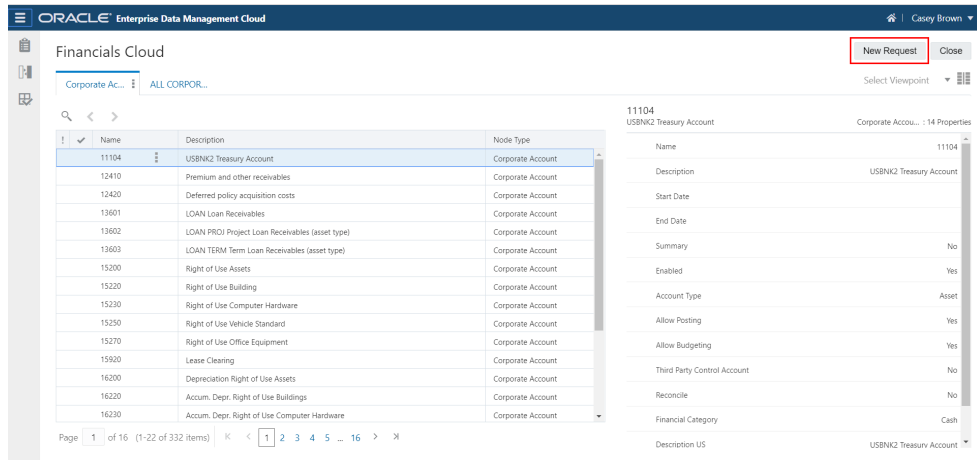 ORACLE Enterprise Data Management Cloud
Casey Brown
Financials Cloud
New Request
Close
Corporate Ac...
ALL CORPOR...
Select Viewpoint
! Name Description Node Type
11104 USBNK2 Treasury Account Corporate Account
12410 Premium and other receivables Corporate Account
12420 Deferred policy acquisition costs Corporate Account
13601 LOAN Loan Receivables Corporate Account
13602 LOAN PROJ Project Loan Receivables (asset type) Corporate Account
13603 LOAN TERM Term Loan Receivables (asset type) Corporate Account
15200 Right of Use Assets Corporate Account
15220 Right of Use Building Corporate Account
15230 Right of Use Computer Hardware Corporate Account
15250 Right of Use Vehicle Standard Corporate Account
15270 Right of Use Office Equipment Corporate Account
15920 Lease Clearing Corporate Account
16200 Depreciation Right of Use Assets Corporate Account
16220 Accum. Depr. Right of Use Buildings Corporate Account
16230 Accum. Depr. Right of Use Computer Hardware Corporate Account
Page 1 of 16 (1-22 of 332 items) 1 2 3 4 5 ... 16
11104
USBNK2 Treasury Account Corporate Accou... : 14 Properties
Name 11104
Description USBNK2 Treasury Account
Start Date
End Date
Summary No
Enabled Yes
Account Type Asset
Allow Posting Yes
Allow Budgeting Yes
Third Party Control Account No
Reconcile No
Financial Category Cash
Description US USBNK2 Treasury Account